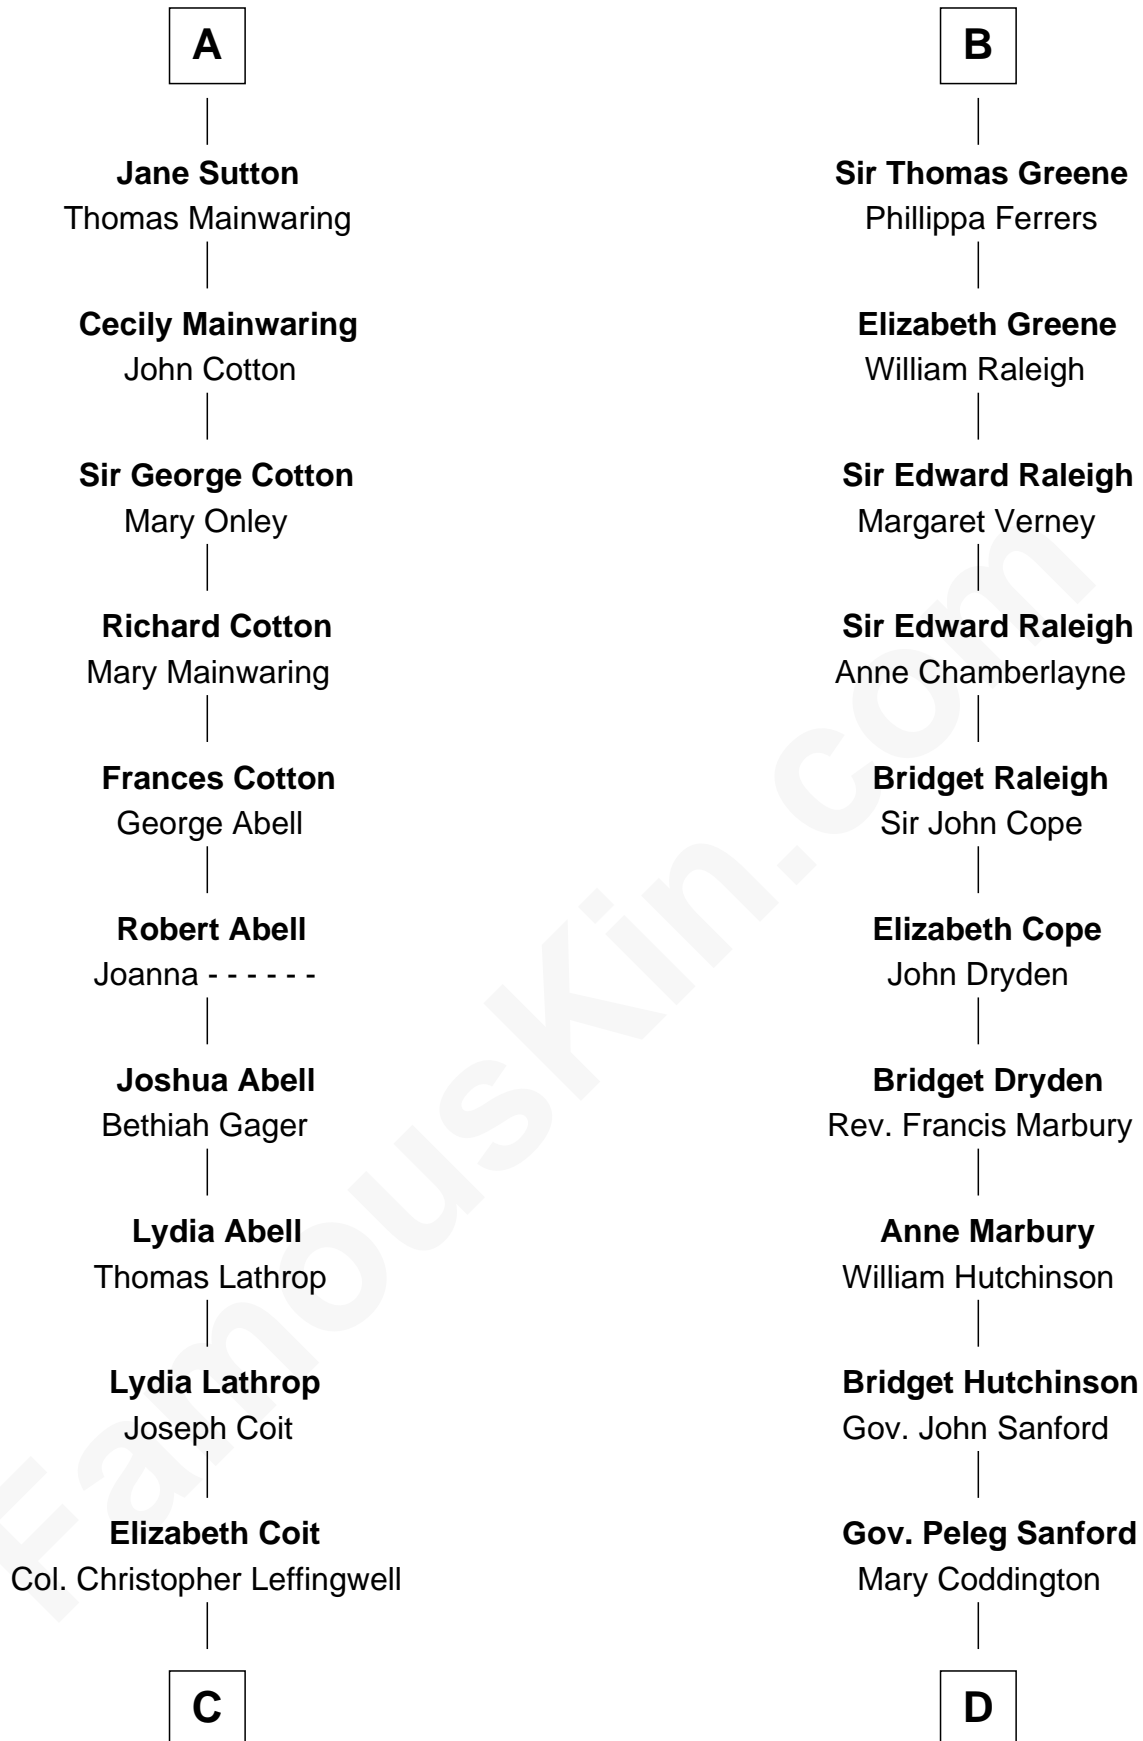 A
Jane Sutton
Thomas Mainwaring
Cecily Mainwaring
John Cotton
Sir George Cotton
Mary Onley
Richard Cotton
Mary Mainwaring
Frances Cotton
George Abell
Robert Abell
Joanna - - - - - -
Joshua Abell
Bethiah Gager
Lydia Abell
Thomas Lathrop
Lydia Lathrop
Joseph Coit
Elizabeth Coit
Col. Christopher Leffingwell
C
B
Sir Thomas Greene
Phillippa Ferrers
Elizabeth Greene
William Raleigh
Sir Edward Raleigh
Margaret Verney
Sir Edward Raleigh
Anne Chamberlayne
Bridget Raleigh
Sir John Cope
Elizabeth Cope
John Dryden
Bridget Dryden
Rev. Francis Marbury
Anne Marbury
William Hutchinson
Bridget Hutchinson
Gov. John Sanford
Gov. Peleg Sanford
Mary Coddington
D
FamousKin.com